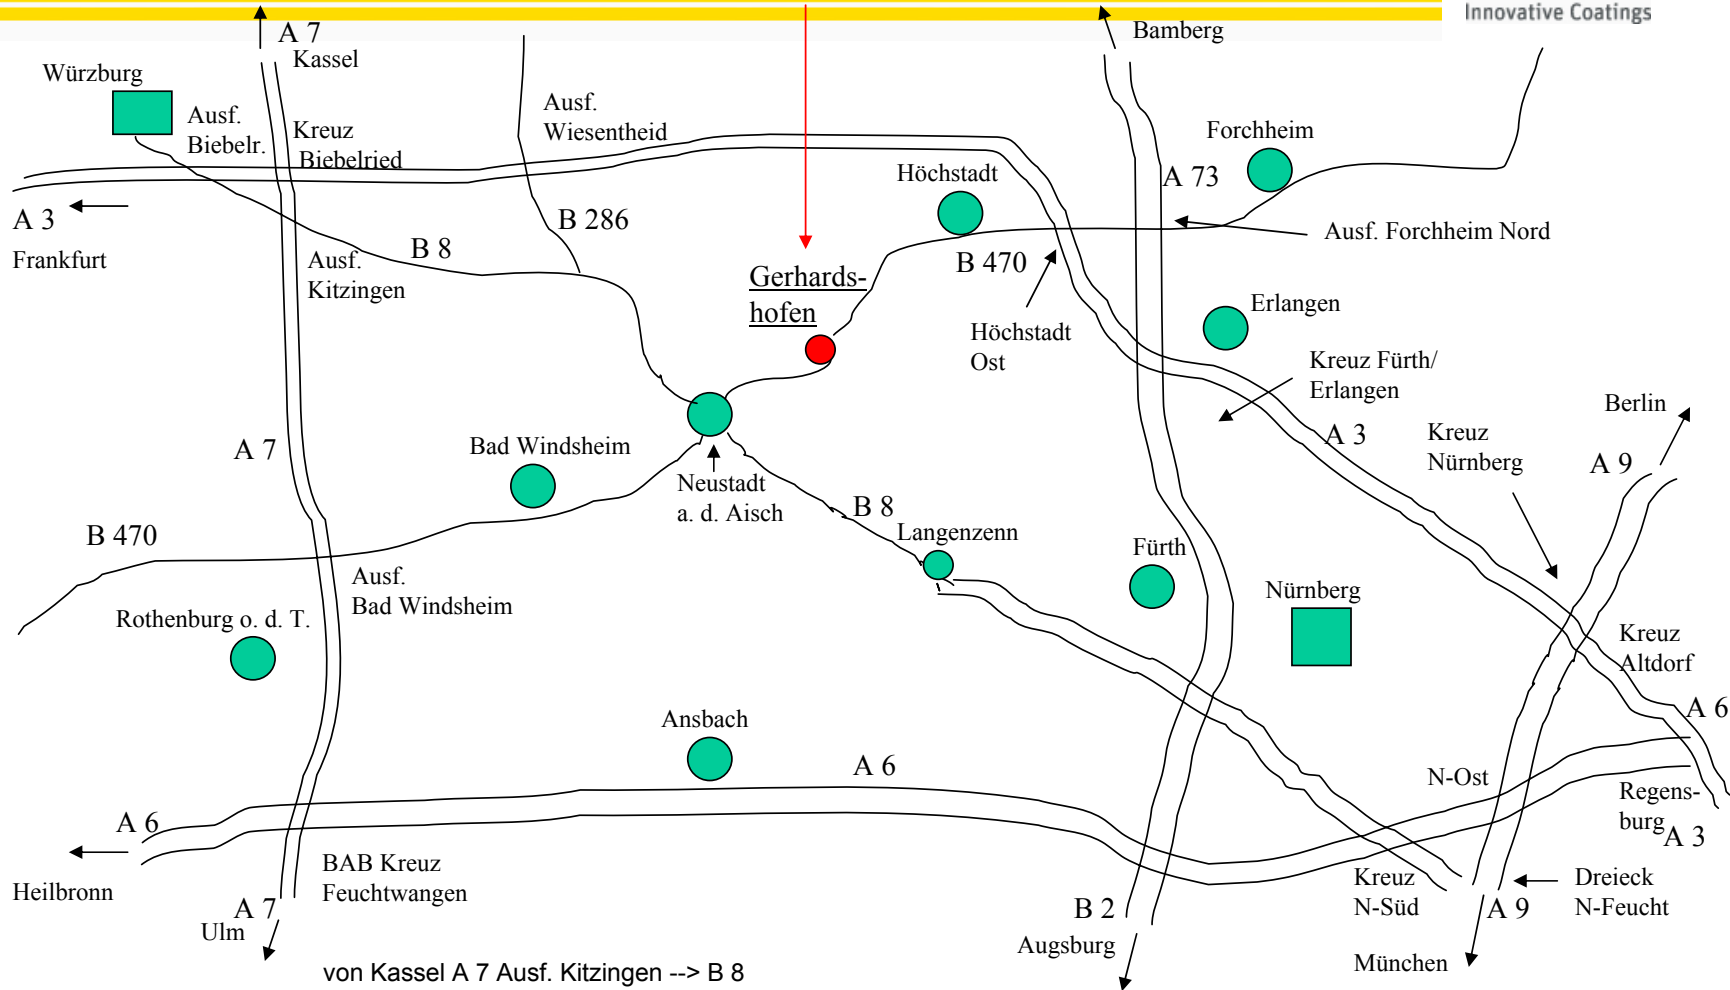 Innovative Coatings
A 7
Kassel
Bamberg
Würzburg
Ausf.
Biebelr.
Kreuz
Biebelried
Ausf.
Wiesentheid
Forchheim
Höchstadt
A 73
A 3
Frankfurt
B 286
B 8
Ausf. Forchheim Nord
Ausf.
Kitzingen
B 470
Gerhards-
hofen
Erlangen
Höchstadt
Ost
Kreuz Fürth/
Erlangen
Berlin
A 7
Bad Windsheim
A 3
Kreuz
Nürnberg
A 9
Neustadt
a. d. Aisch
B 8
B 470
Langenzenn
Fürth
Ausf.
Bad Windsheim
Nürnberg
Rothenburg o. d. T.
Kreuz
Altdorf
Ansbach
A 6
A 6
N-Ost
Regens-
burg
A 3
A 6
Heilbronn
BAB Kreuz
Feuchtwangen
Kreuz
N-Süd
Dreieck
N-Feucht
A 7
Ulm
B 2
A 9
Augsburg
München
von Kassel A 7 Ausf. Kitzingen --> B 8